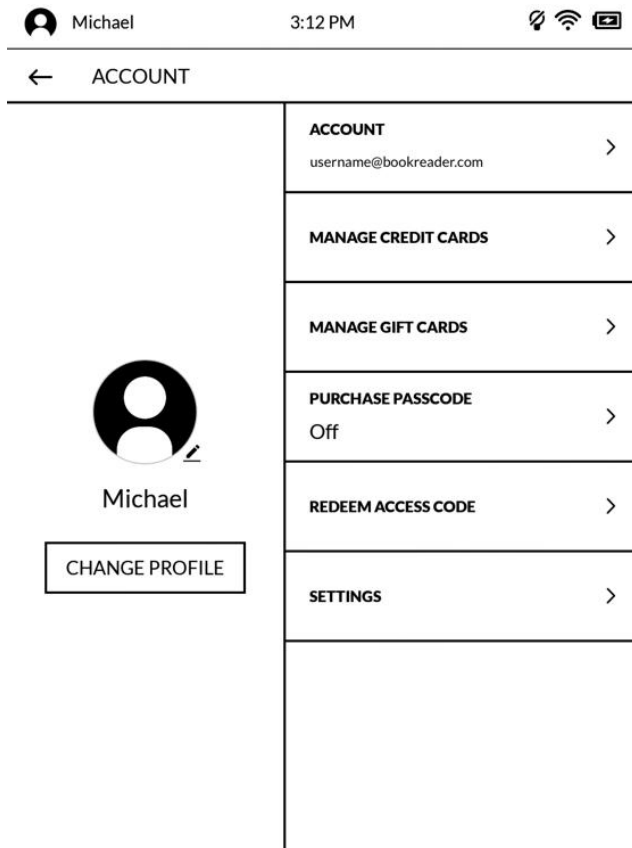 Michael
3:12 PM
ACCOUNT
Michael
CHANGE PROFILE
ACCOUNT
username@bookreader.com
MANAGE CREDIT CARDS
MANAGE GIFT CARDS
PURCHASE PASSCODE
Off
REDEEM ACCESS CODE
SETTINGS